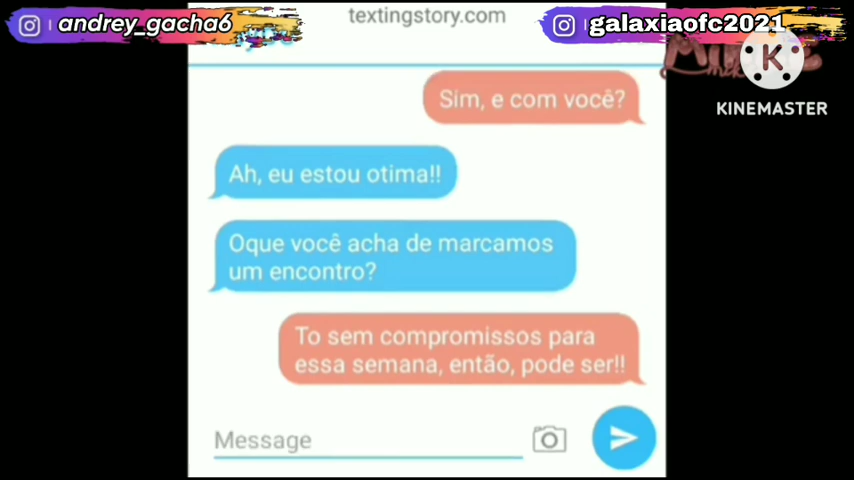 andrey_gacha6
textingstory.com
galaxiaofc2021
KINEMASTER
Sim, e com você?
Ah, eu estou otima!!
Oque você acha de marcamos
um encontro?
To sem compromissos para
essa semana, então, pode ser!!
Message